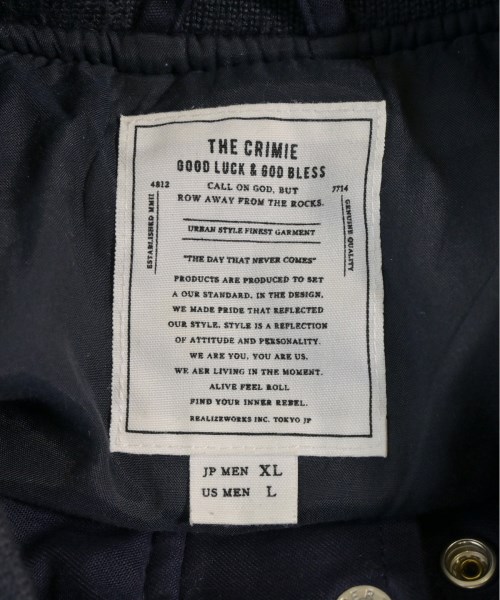 THE CRIMIE
GOOD LUCK & GOD BLESS
4812
CALL ON GOD, BUT
7714
ROW AWAY FROM THE ROCKS.
ESTABLISHED MMII
GENUINE QUALITY
URBAN STYLE FINEST GARMENT
"THE DAY THAT NEVER COMES"
PRODUCTS ARE PRODUCED TO SET
A OUR STANDARD. IN THE DESIGN,
WE MADE PRIDE THAT REFLECTED
OUR STYLE. STYLE IS A REFLECTION
OF ATTITUDE AND PERSONALITY.
WE ARE YOU, YOU ARE US.
WE AER LIVING IN THE MOMENT.
ALIVE FEEL ROLL
FIND YOUR INNER REBEL.
REALIZEWORKS INC. TOKYO JP
JP MEN XL
US MEN L